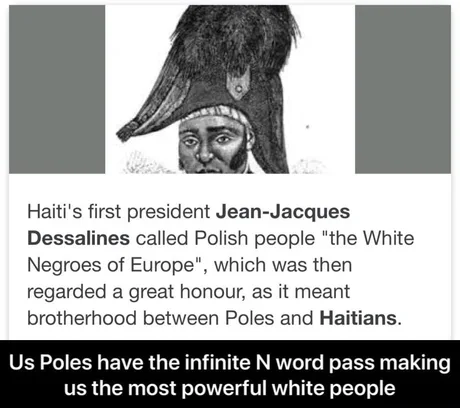 Haiti's first president Jean-Jacques
Dessalines called Polish people "the White
Negroes of Europe", which was then
regarded a great honour, as it meant
brotherhood between Poles and Haitians.
Us Poles have the infinite N word pass making
us the most powerful white people